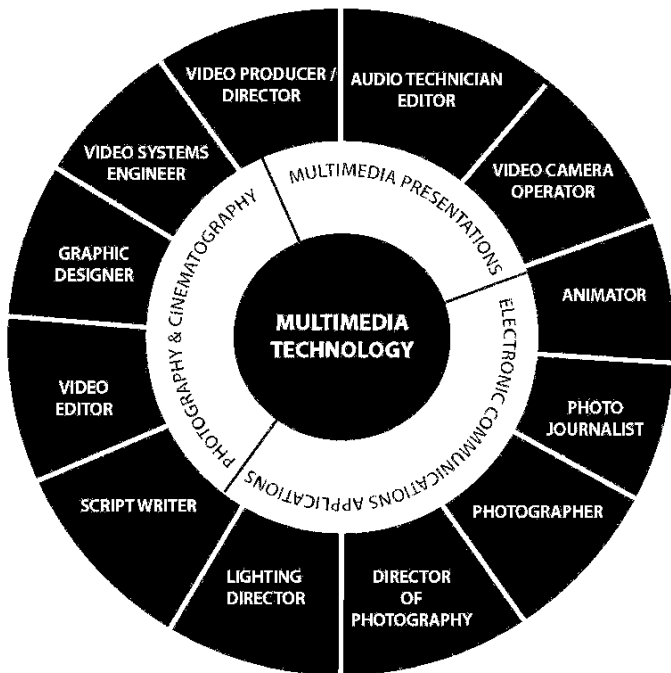 VIDEO PRODUCER /
DIRECTOR
AUDIO TECHNICIAN
EDITOR
VIDEO CAMERA
OPERATOR
ANIMATOR
PHOTO
JOURNALIST
PHOTOGRAPHER
DIRECTOR
OF
PHOTOGRAPHY
LIGHTING
DIRECTOR
SCRIPT WRITER
VIDEO
EDITOR
GRAPHIC
DESIGNER
VIDEO SYSTEMS
ENGINEER
MULTIMEDIA PRESENTATIONS
ELECTRONIC COMMUNICATIONS APPLICATIONS
PHOTOGRAPHY & CINEMATOGRAPHY
MULTIMEDIA
TECHNOLOGY